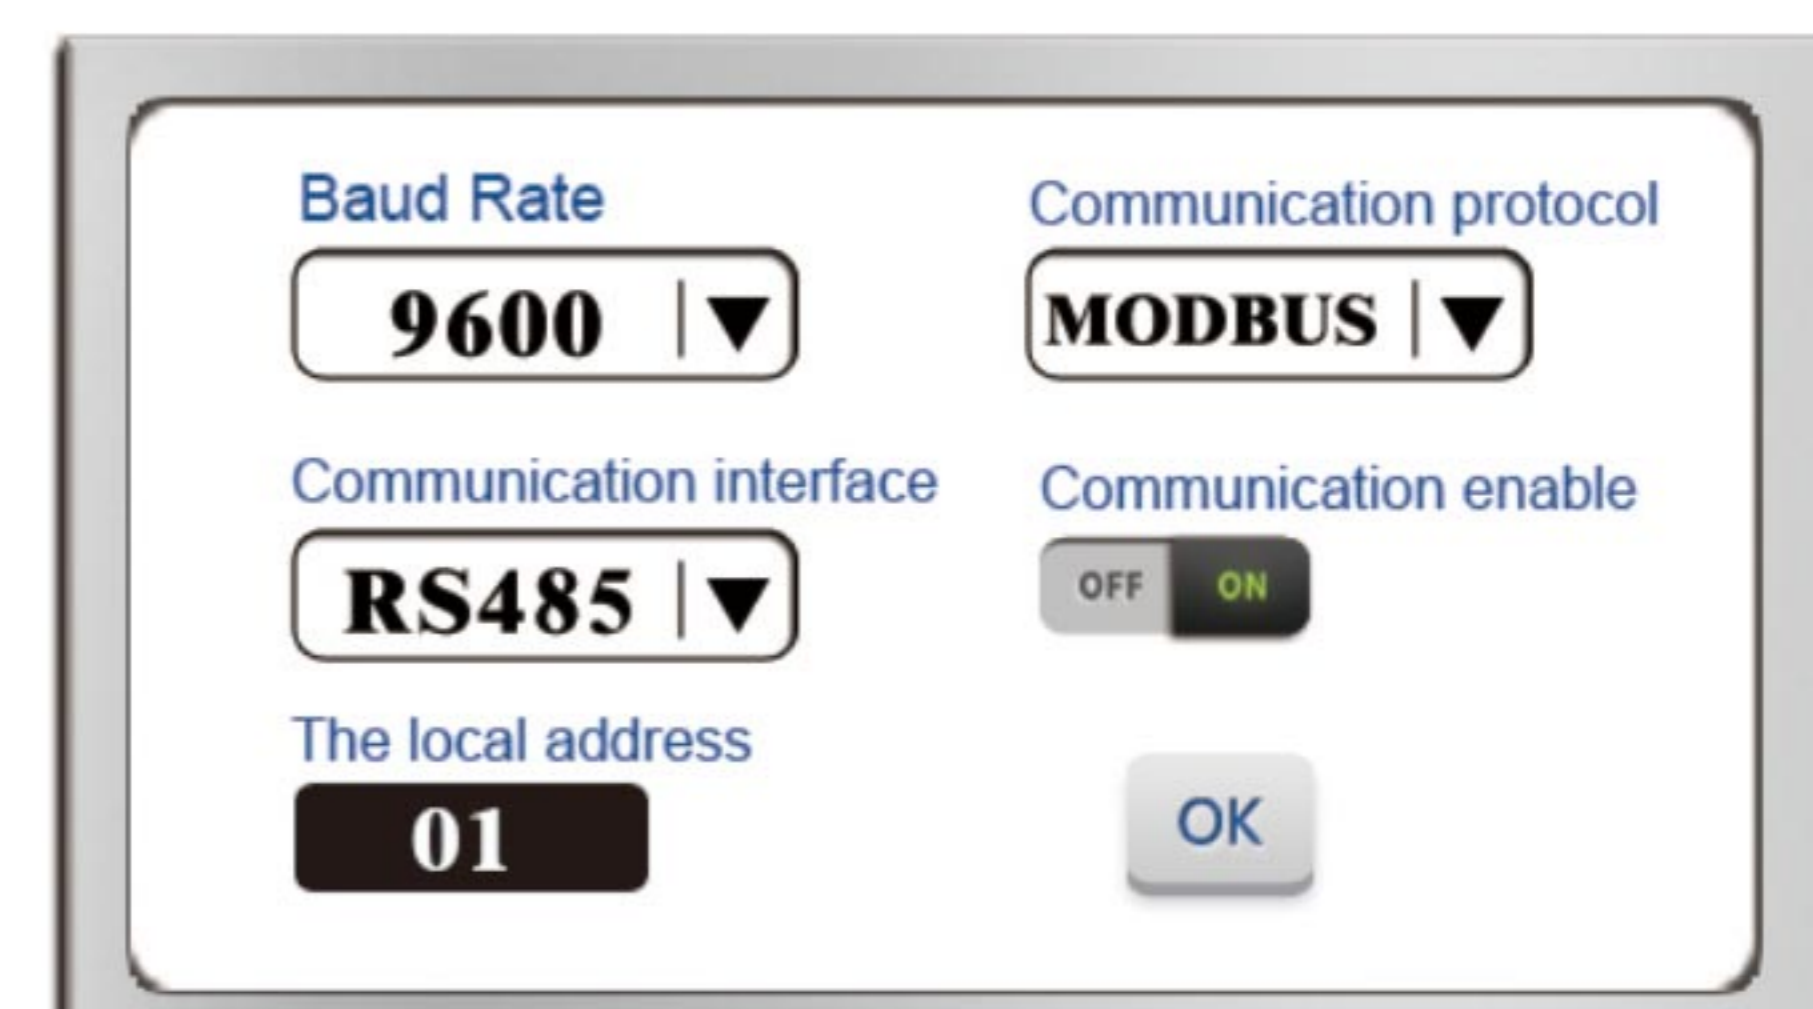 Baud Rate
Communication protocol
9600
MODBUS
Communication interface
Communication enable
RS485
OFF ON
The local address
01
OK